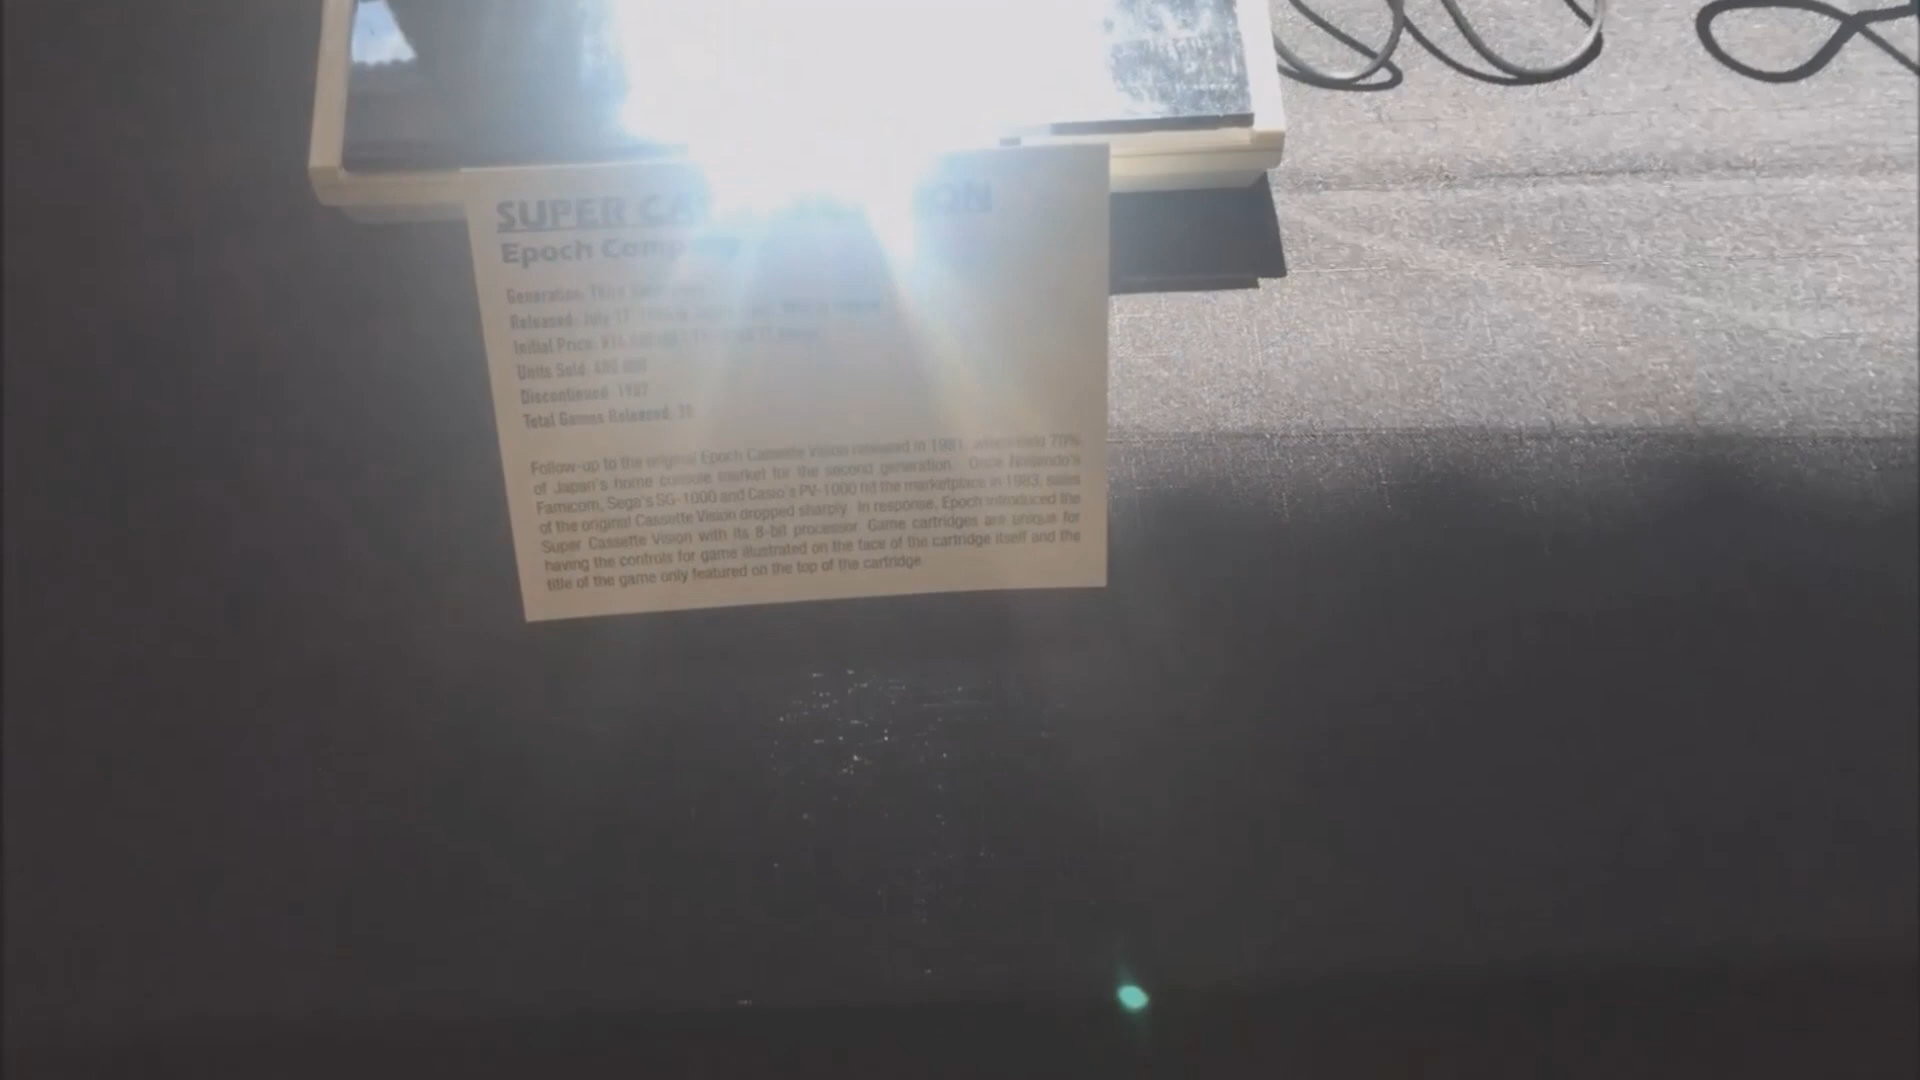 SUPER
Epoch
Generation: Third
Released: July 17,
Initial Price:
Units Sold:
Discontinued:
Total Games Released:
Follow-up to the original Epoch Cassette Vision released in 1981, which held 70%
of Japan's home console market for the second generation. Once Nintendo's
Famicom, Sega's SG-1000 and Casio's PV-1000 hit the marketplace in 1983, sales
of the original Cassette Vision dropped sharply. In response, Epoch introduced the
Super Cassette Vision with its 8-bit processor. Game cartridges are unique for
having the controls for game illustrated on the face of the cartridge itself and the
title of the game only featured on the top of the cartridge.